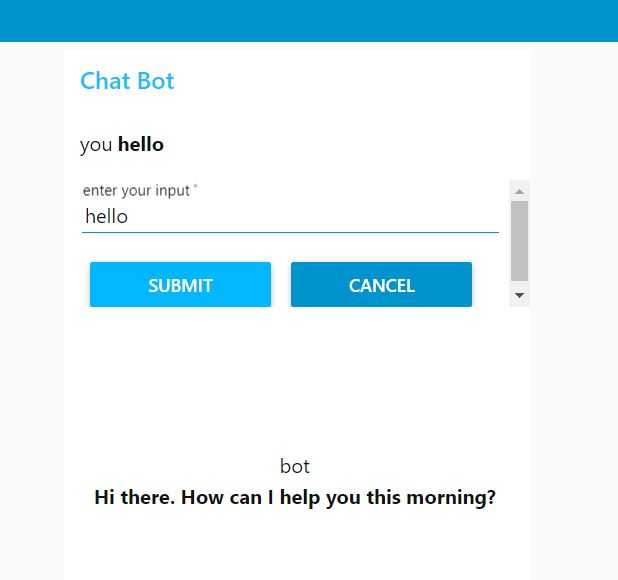 Chat Bot
you hello
enter your input *
hello
SUBMIT CANCEL
bot
Hi there. How can I help you this morning?